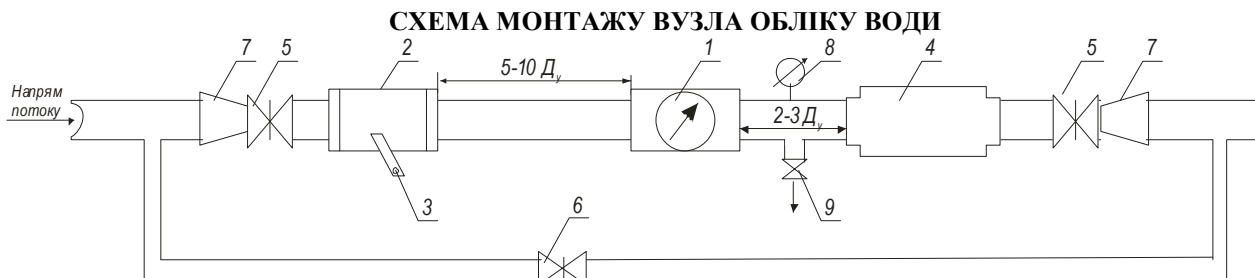 СХЕМА МОНТАЖУ ВУЗЛА ОБЛІКУ ВОДИ
7 5 2 5-10 Ду 1 8 4 5 7
Напрям
потоку
2-3 Ду
3 6 9